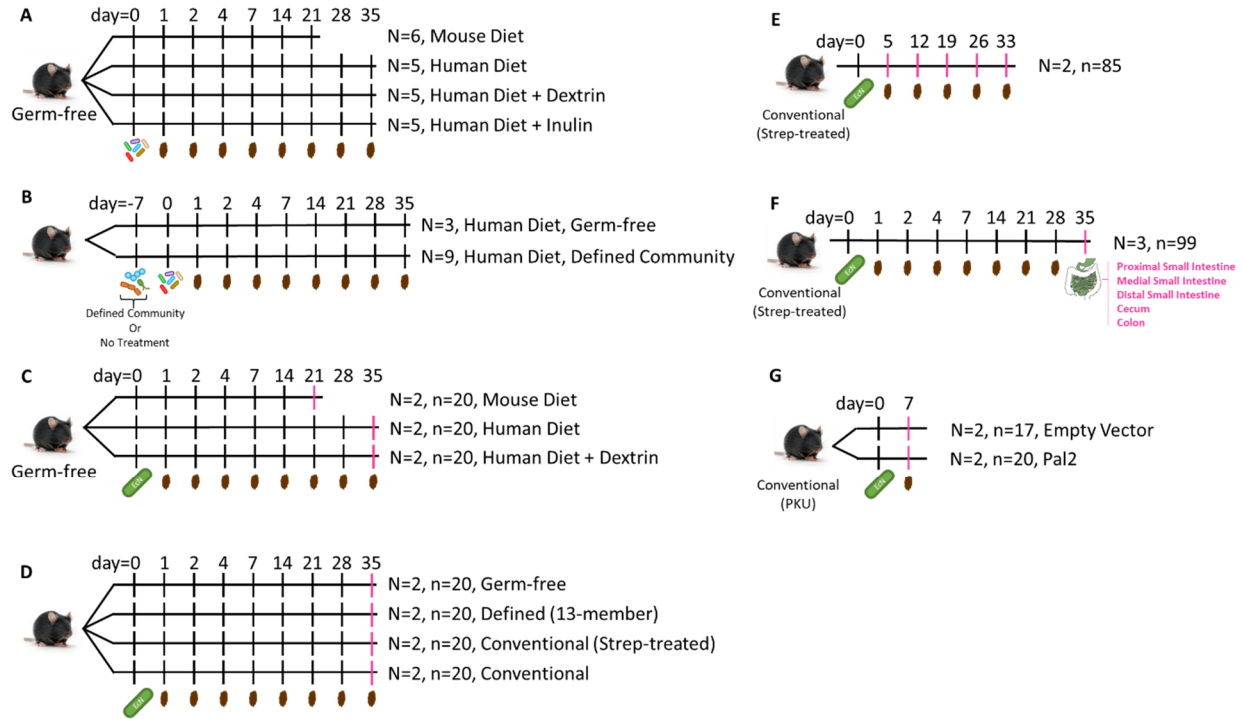 A
day=0 1 2 4 7 14 21 28 35
N=6, Mouse Diet
N=5, Human Diet
N=5, Human Diet + Dextrin
N=5, Human Diet + Inulin
Germ-free
B
day=-7 0 1 2 4 7 14 21 28 35
N=3, Human Diet, Germ-free
N=9, Human Diet, Defined Community
Defined Community
Or
No Treatment
C
day=0 1 2 4 7 14 21 28 35
N=2, n=20, Mouse Diet
N=2, n=20, Human Diet
N=2, n=20, Human Diet + Dextrin
Germ-free
EcN
D
day=0 1 2 4 7 14 21 28 35
N=2, n=20, Germ-free
N=2, n=20, Defined (13-member)
N=2, n=20, Conventional (Strep-treated)
N=2, n=20, Conventional
EcN
E
day=0 5 12 19 26 33
N=2, n=85
EcN
Conventional
(Strep-treated)
F
day=0 1 2 4 7 14 21 28 35
N=3, n=99
EcN
Conventional
(Strep-treated)
Proximal Small Intestine
Medial Small Intestine
Distal Small Intestine
Cecum
Colon
G
day=0 7
N=2, n=17, Empty Vector
N=2, n=20, Pal2
EcN
Conventional
(PKU)